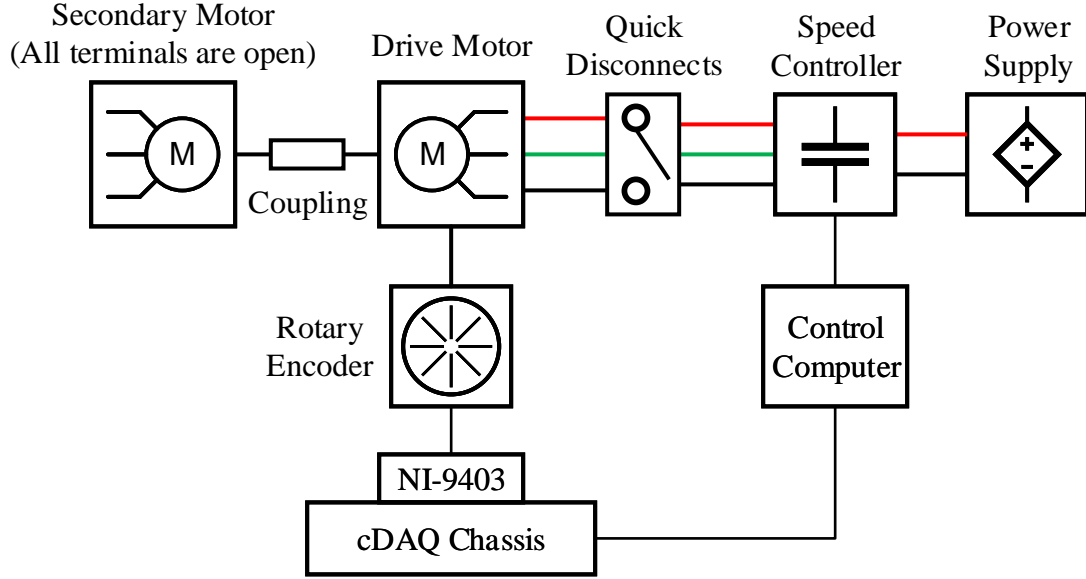 Secondary Motor
(All terminals are open)
Drive Motor
Quick
Disconnects
Speed
Controller
Power
Supply
M
M
+
-
Coupling
Rotary
Encoder
Control
Computer
NI-9403
cDAQ Chassis